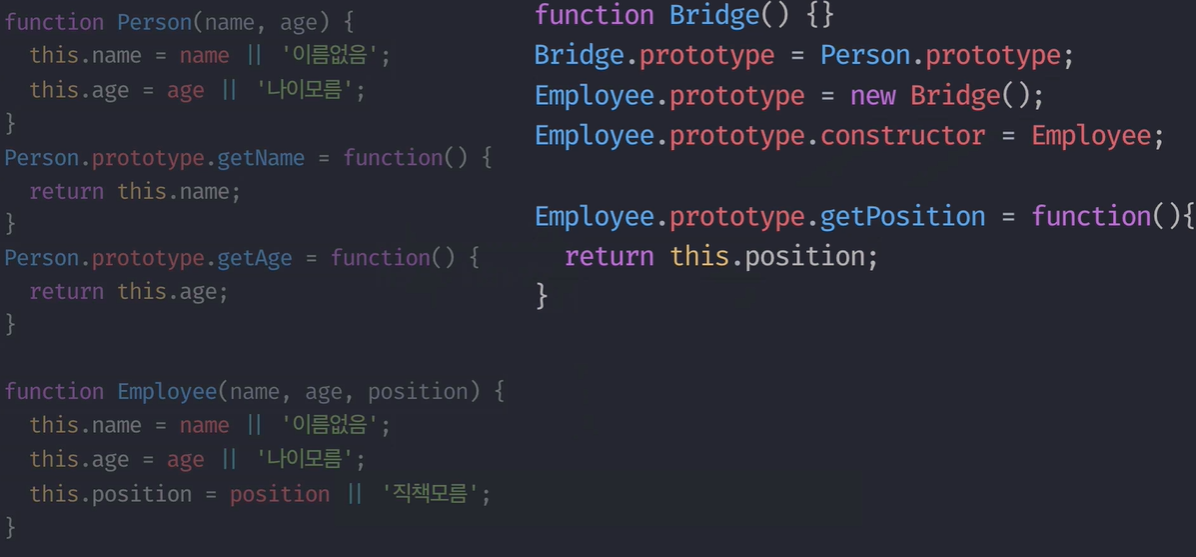 function Person(name, age) {
this.name = name || '이름없음';
this.age = age || '나이모름';
}
Person.prototype.getName = function() {
return this.name;
}
Person.prototype.getAge = function() {
return this.age;
}
function Employee(name, age, position) {
this.name = name || '이름없음';
this.age = age || '나이모름';
this.position = position || '직책모름';
}
function Bridge() {}
Bridge.prototype = Person.prototype;
Employee.prototype = new Bridge();
Employee.prototype.constructor = Employee;
Employee.prototype.getPosition = function(){
return this.position;
}